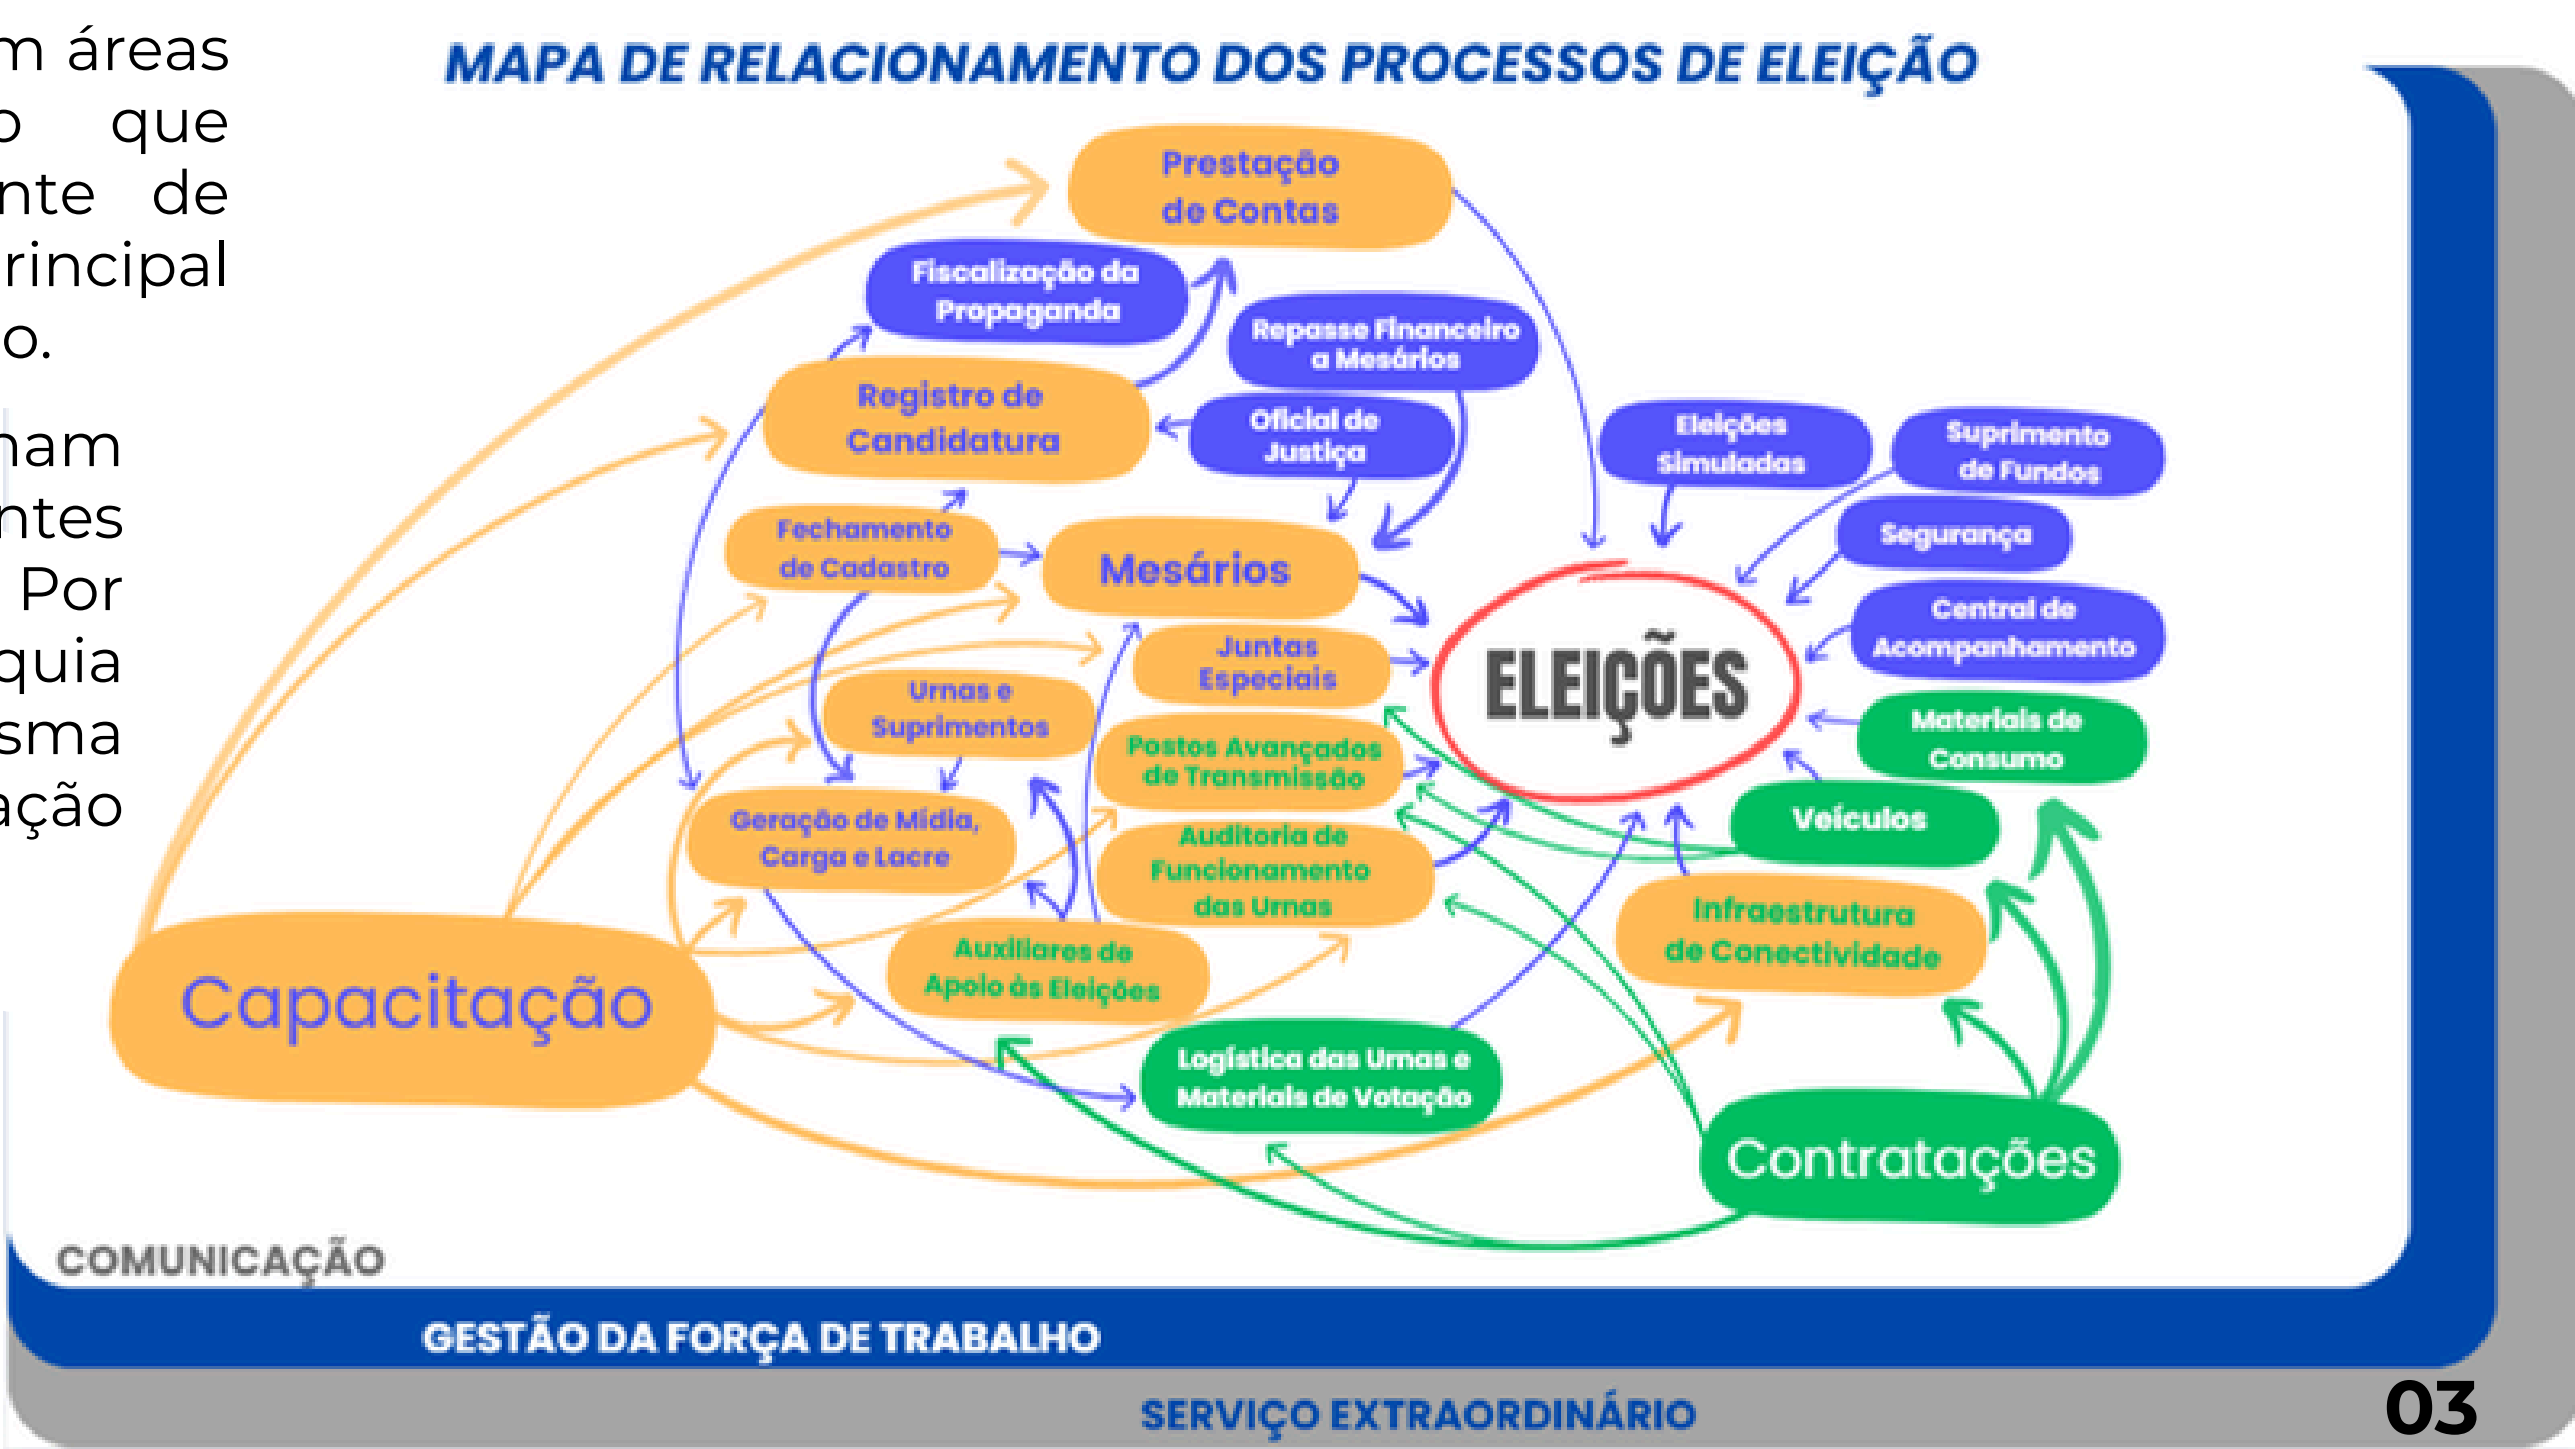 m áreas
o que
nte de
rincipal
o.
nam
ntes
Por
quia
sma
ação
MAPA DE RELACIONAMENTO DOS PROCESSOS DE ELEIÇÃO
Prestação
de Contas
Fiscalização da
Propaganda
Repasse Financeiro
a Mesários
Registro de
Candidatura
Oficial de
Justiça
Eleições
Simuladas
Suprimento
de Fundos
Fechamento
de Cadastro
Mesários
Segurança
Central de
Acompanhamento
Juntas
Especiais
ELEIÇÕES
Urnas e
Suprimentos
Postos Avançados
de Transmissão
Materiais de
Consumo
Geração de Mídia,
Carga e Lacre
Auditoria de
Funcionamento
das Urnas
Veículos
Infraestrutura
de Conectividade
Auxiliares de
Apoio às Eleições
Capacitação
Logística das Urnas e
Materiais de Votação
Contratações
COMUNICAÇÃO
GESTÃO DA FORÇA DE TRABALHO
SERVIÇO EXTRAORDINÁRIO
03